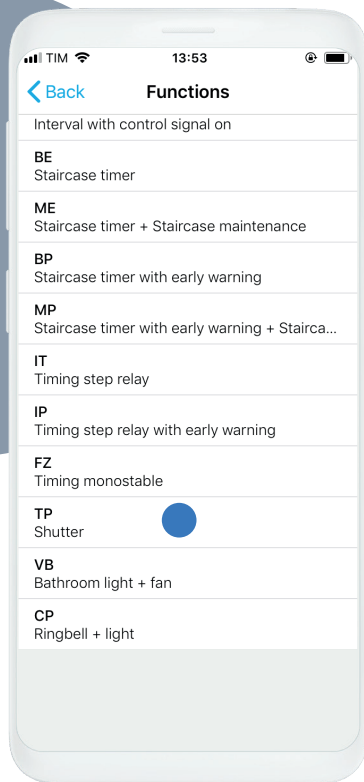 TIM 13:53
Back Functions
Interval with control signal on
BE
Staircase timer
ME
Staircase timer + Staircase maintenance
BP
Staircase timer with early warning
MP
Staircase timer with early warning + Stairca...
IT
Timing step relay
IP
Timing step relay with early warning
FZ
Timing monostable
TP
Shutter
VB
Bathroom light + fan
CP
Ringbell + light